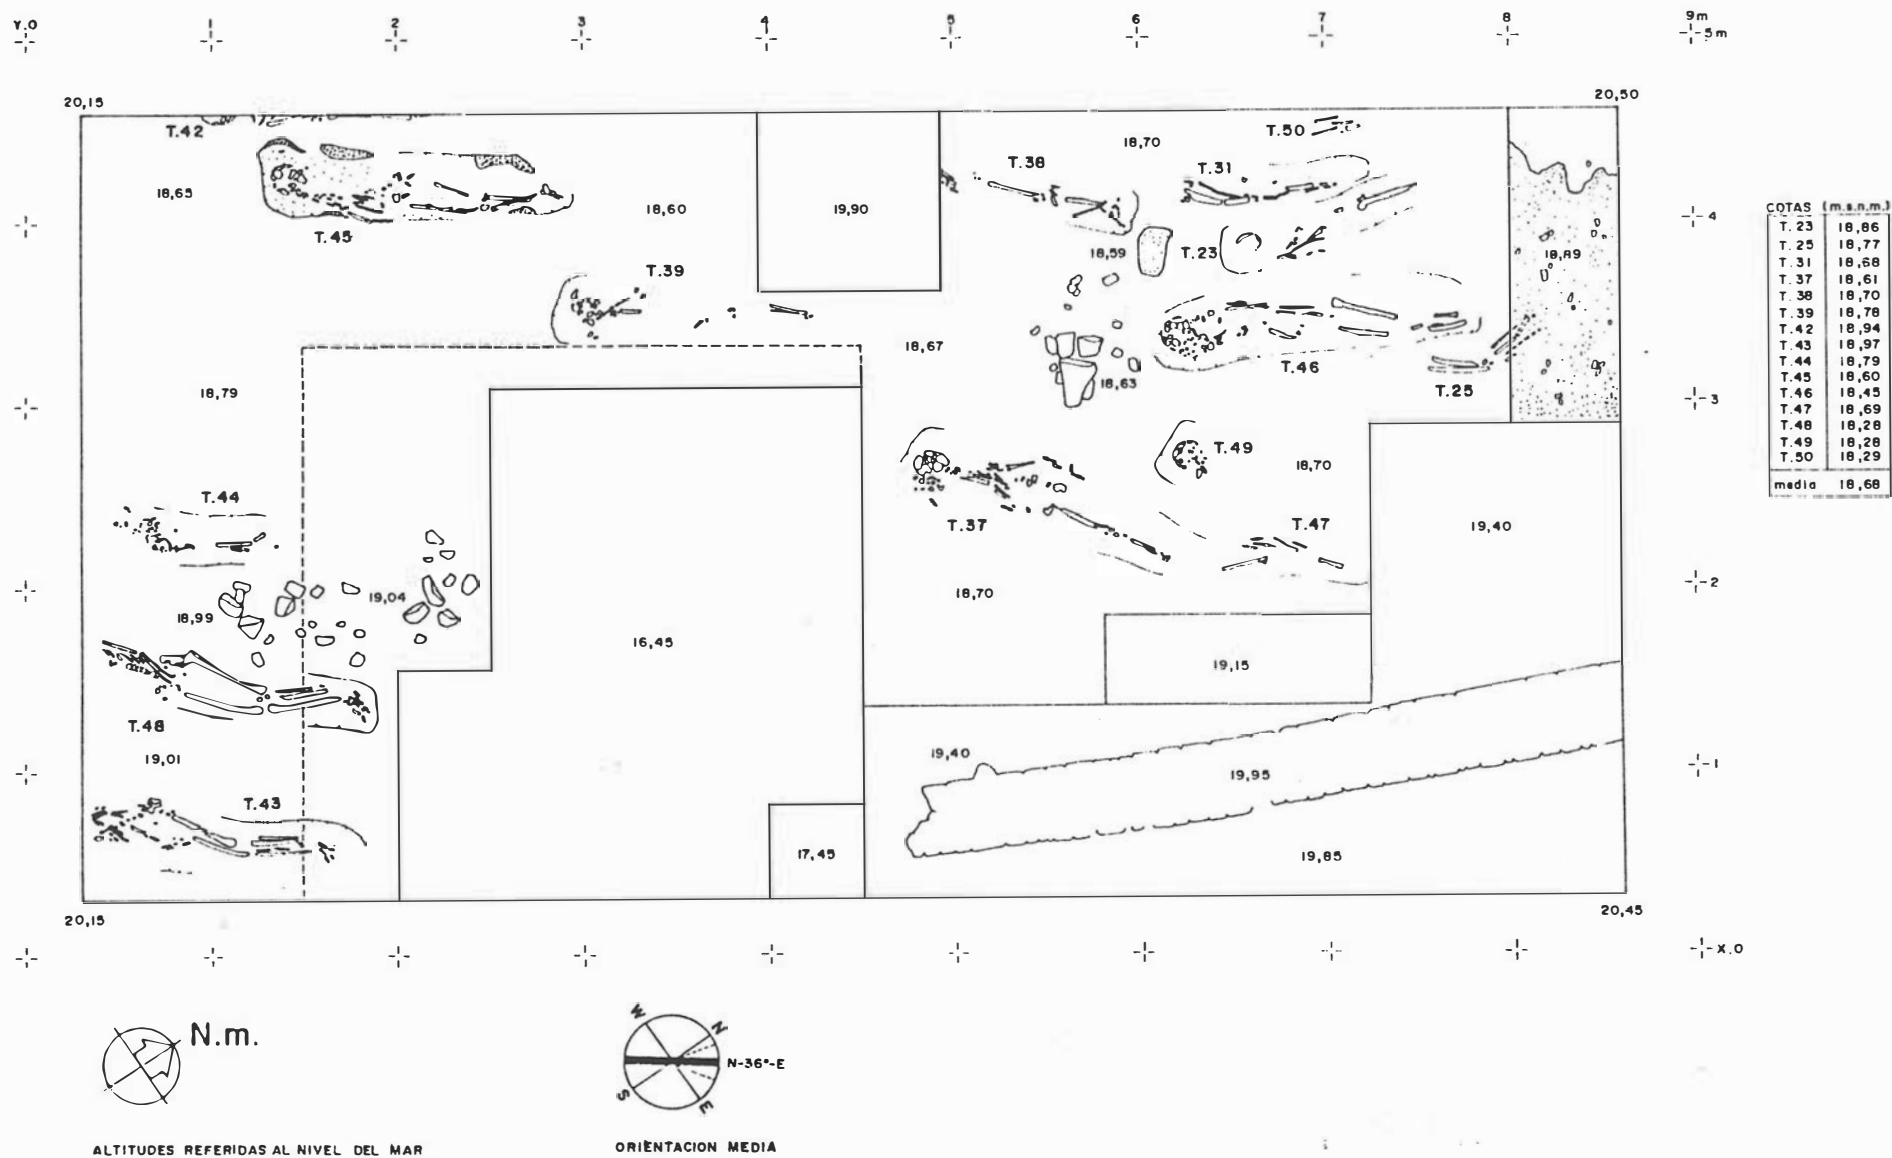 Y.O 1 2 3 4 5 6 7 8 9m
5m
20,15 20,50
T.42 T.50
18,70
T.38 T.31
18,65 18,60 19,90
4
T.45 T.23
18,59 18,89
T.39
18,67
T.46
18,63
18,79 T.25
3
T.49
18,70
T.44
T.37 T.47 19,40
2
19,04 18,70
18,99
16,45
19,15
T.48
19,01 19,40
19,95
1
T.43
17,45 19,85
20,15 20,45
X.O
COTAS (m.s.n.m.)
T. 23 18,86
T. 25 18,77
T. 31 18,68
T. 37 18,61
T. 38 18,70
T. 39 18,78
T. 42 18,94
T. 43 18,97
T. 44 18,79
T. 45 18,60
T. 46 18,45
T. 47 18,69
T. 48 18,28
T. 49 18,28
T. 50 18,29
media 18,68
N.m.
W N
N-36°-E
S E
ALTITUDES REFERIDAS AL NIVEL DEL MAR
ORIENTACION MEDIA